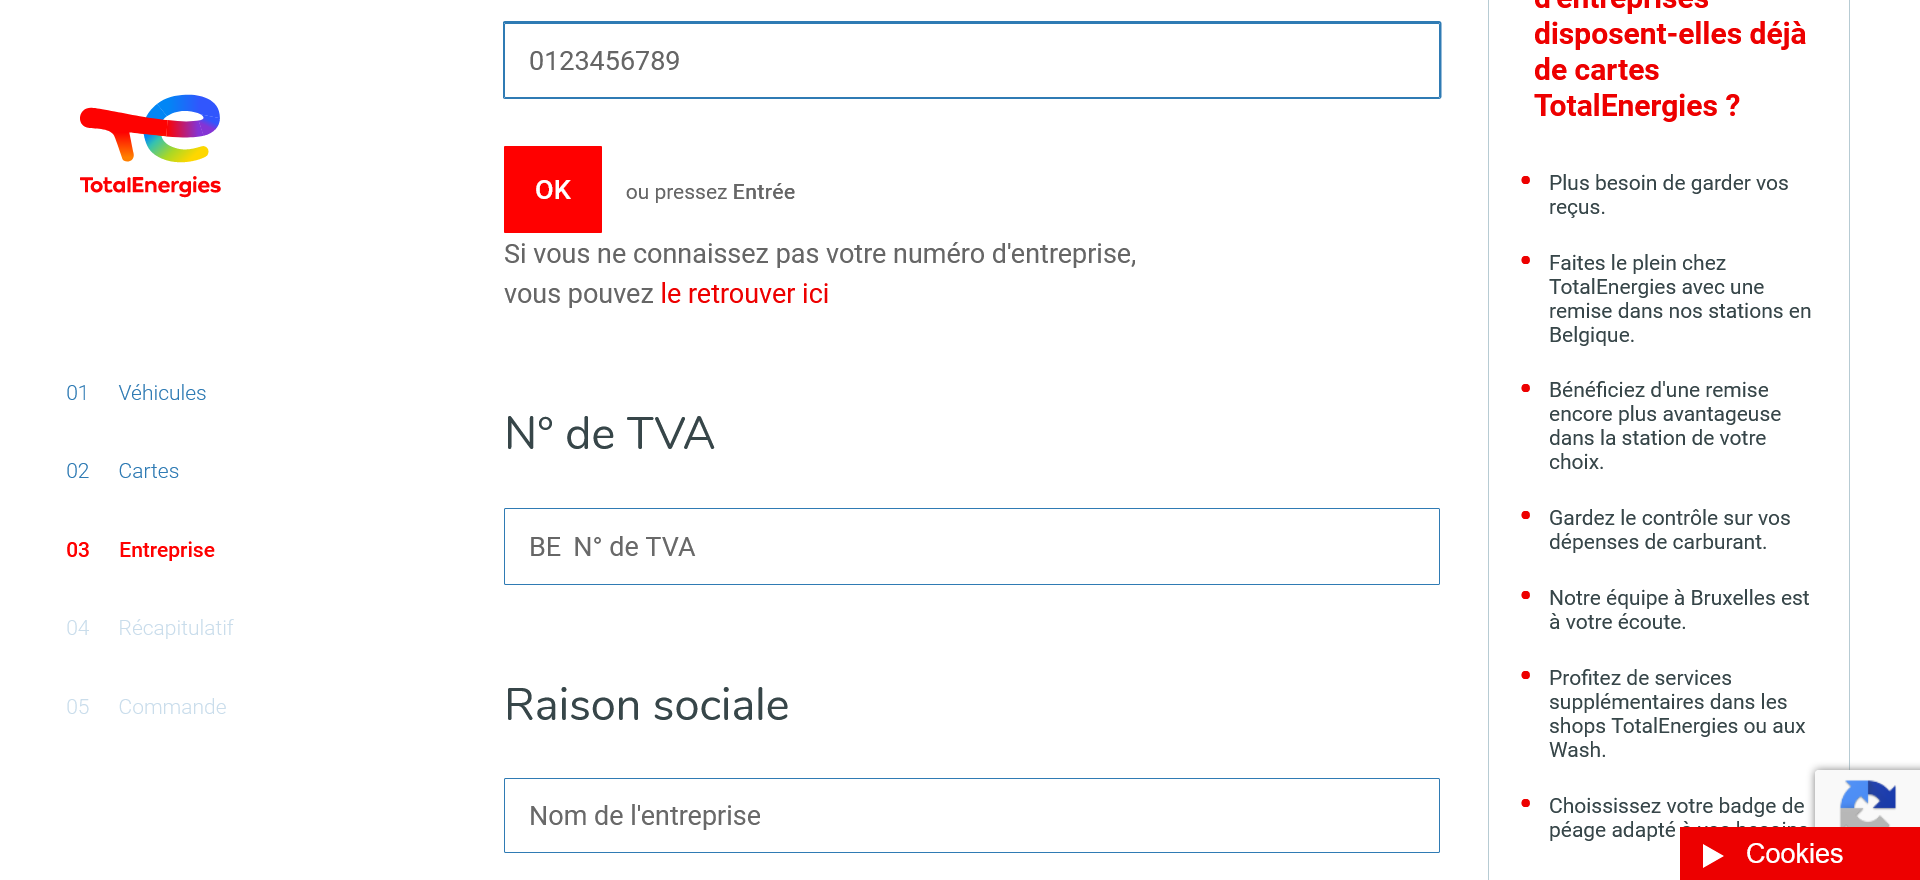 TotalEnergies
01 Véhicules
02 Cartes
03 Entreprise
04 Récapitulatif
05 Commande
0123456789
OK
ou pressez Entrée
Si vous ne connaissez pas votre numéro d'entreprise,
vous pouvez le retrouver ici
N° de TVA
BE N° de TVA
Raison sociale
Nom de l'entreprise
d'entreprises
disposent-elles déjà
de cartes
TotalEnergies ?
Plus besoin de garder vos
reçus.
Faites le plein chez
TotalEnergies avec une
remise dans nos stations en
Belgique.
Bénéficiez d'une remise
encore plus avantageuse
dans la station de votre
choix.
Gardez le contrôle sur vos
dépenses de carburant.
Notre équipe à Bruxelles est
à votre écoute.
Profitez de services
supplémentaires dans les
shops TotalEnergies ou aux
Wash.
Choississez votre badge de
péage adapté à vos besoins
Cookies